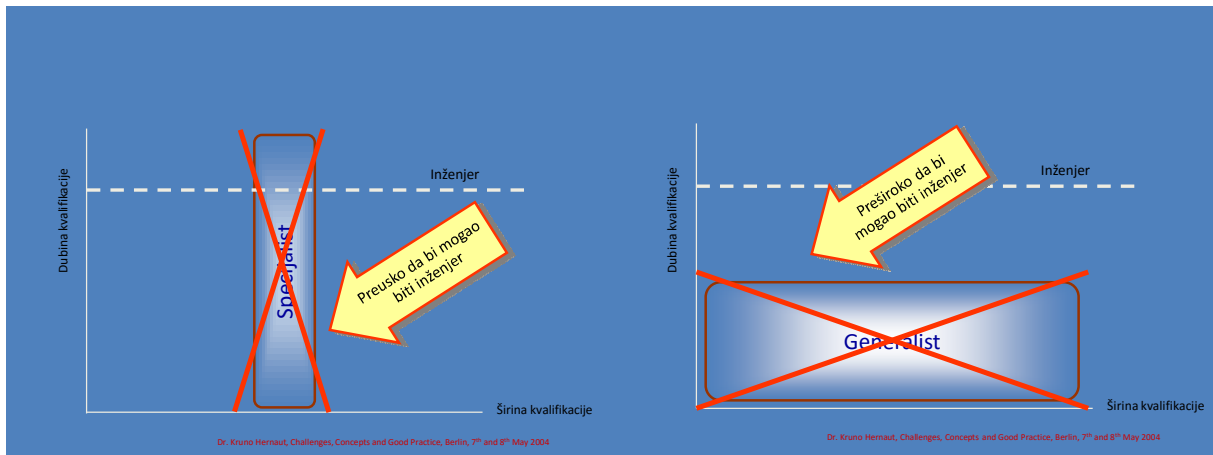 Dubina kvalifikacije
Inženjer
Specijalist
Preusko da bi mogao
biti inženjer
Širina kvalifikacije
Dr. Kruno Hernaut, Challenges, Concepts and Good Practice, Berlin, 7th and 8th May 2004
Dubina kvalifikacije
Inženjer
Preširoko da bi
mogao biti inženjer
Generalist
Širina kvalifikacije
Dr. Kruno Hernaut, Challenges, Concepts and Good Practice, Berlin, 7th and 8th May 2004